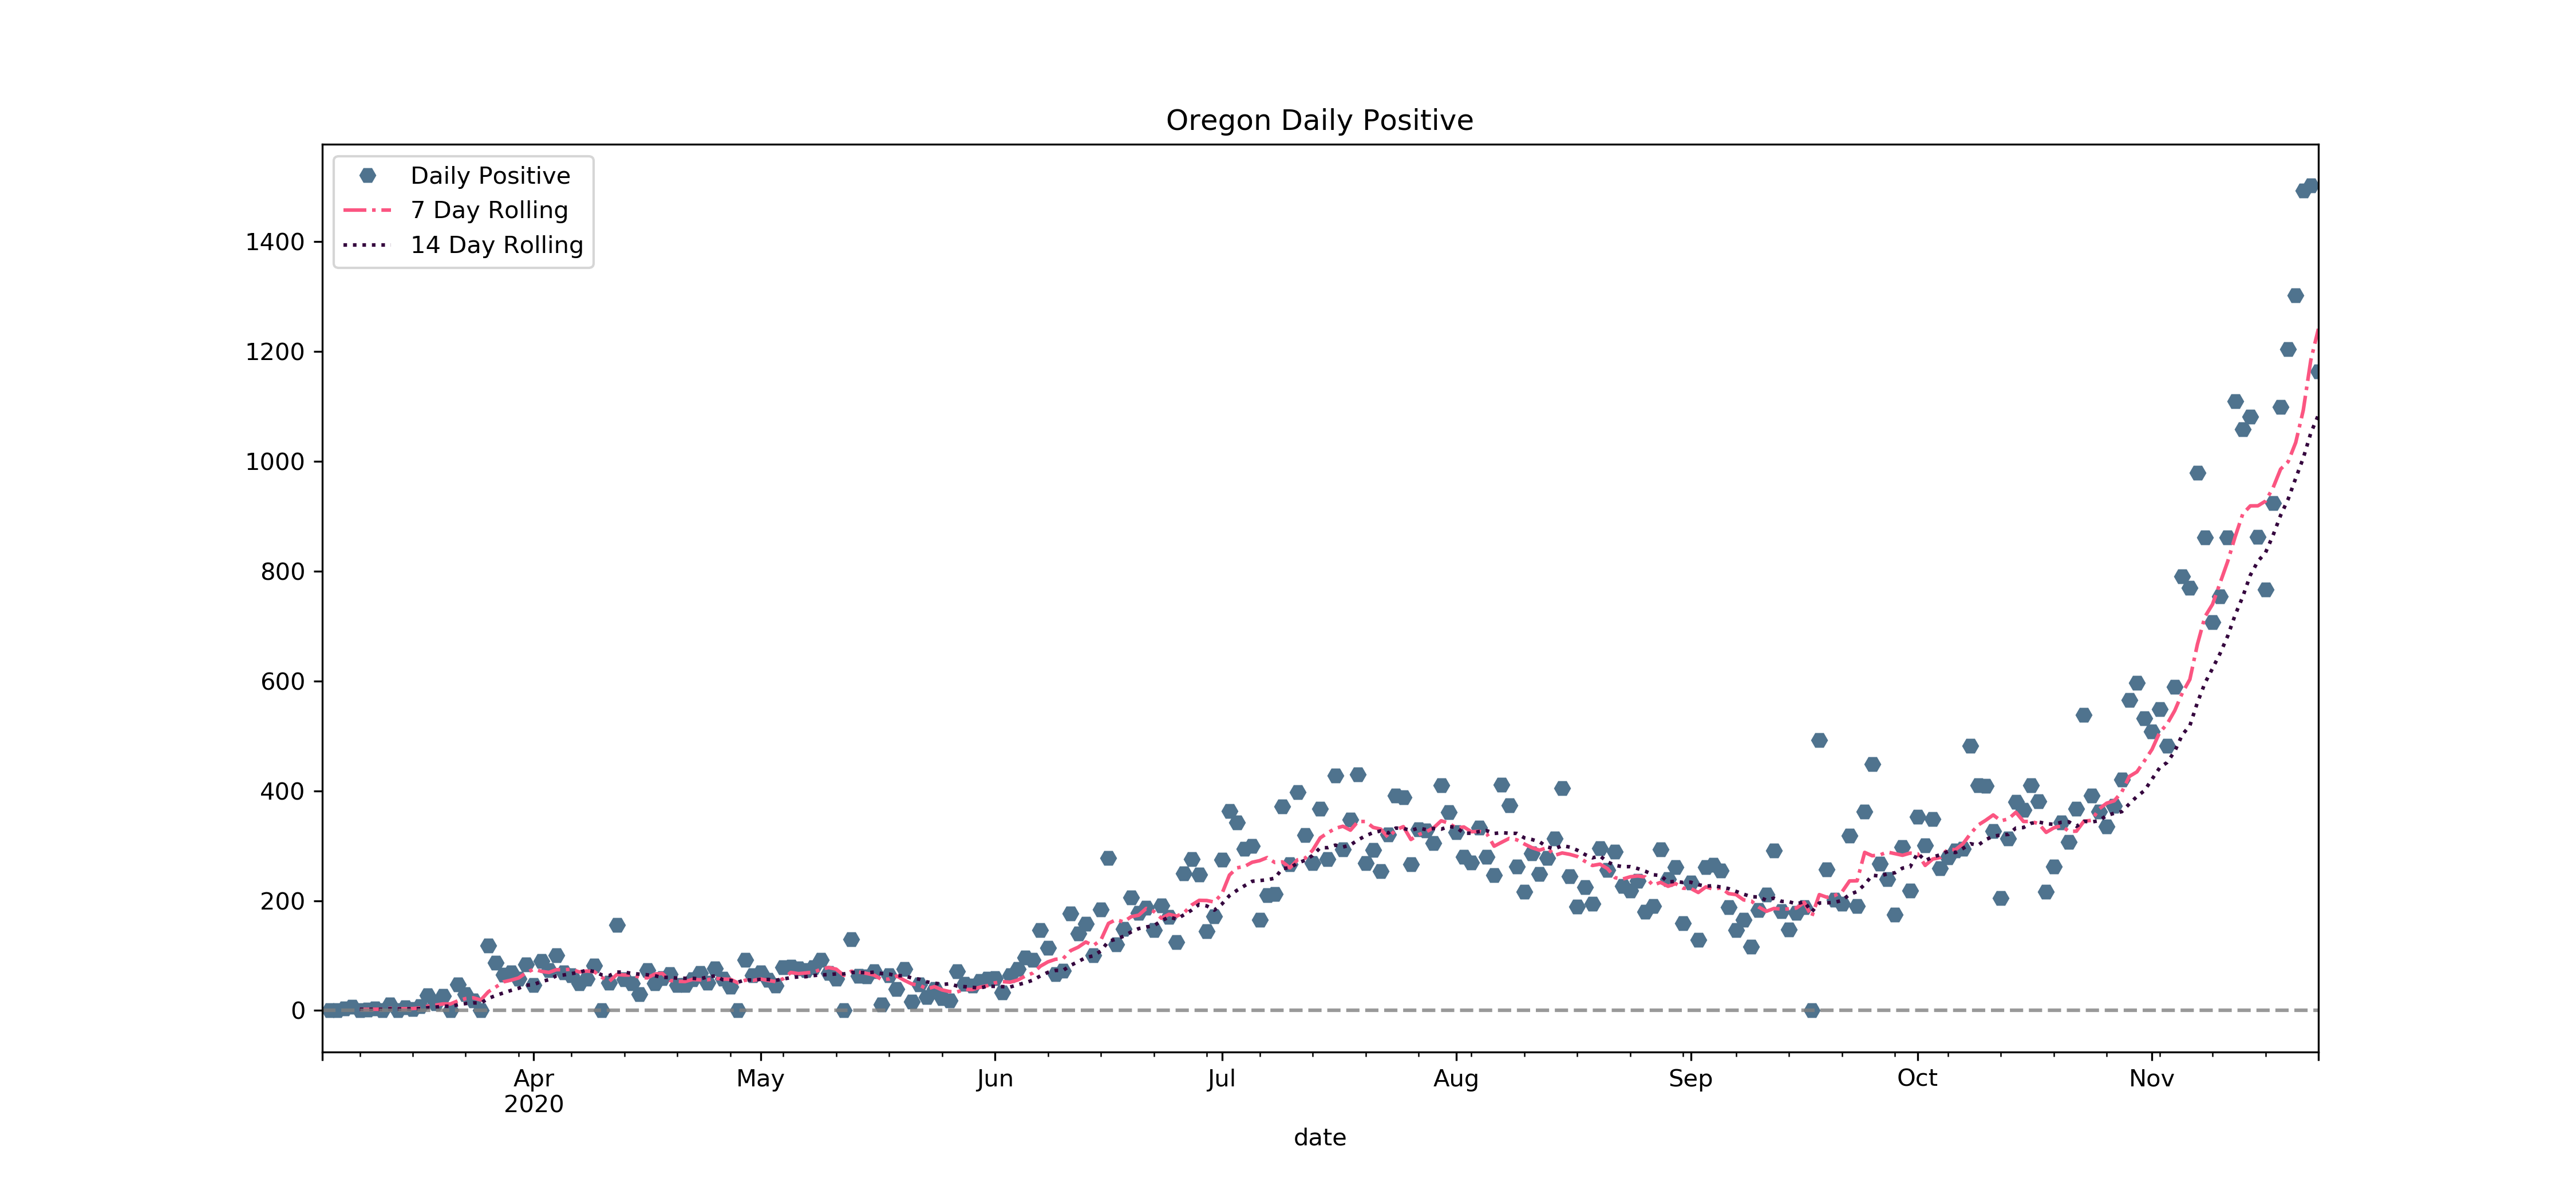 Oregon Daily Positive
Daily Positive
7 Day Rolling
14 Day Rolling
1400
1200
1000
800
600
400
200
0
Apr May Jun Jul Aug Sep Oct Nov
2020
date